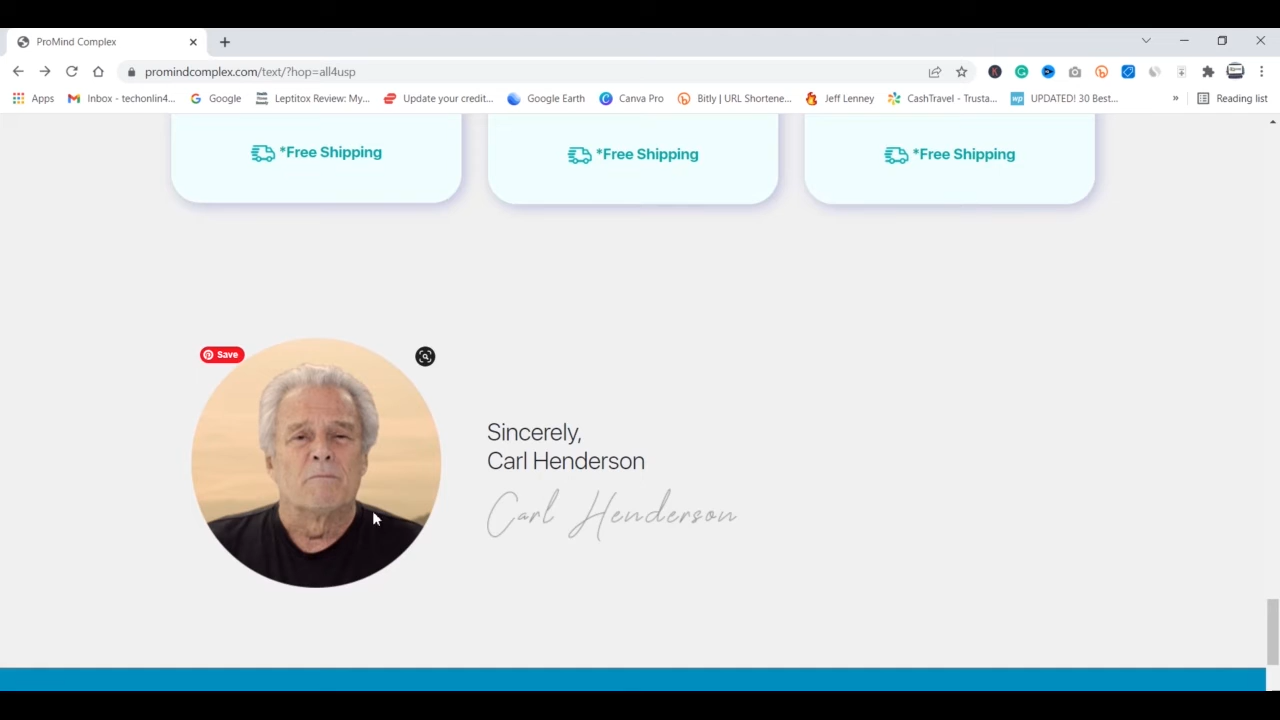 ProMind Complex
promindcomplex.com/text/?hop=all4usp
Apps
Inbox - techonlin4...
Google
Leptitox Review: My...
Update your credit...
Google Earth
Canva Pro
Bitly | URL Shortene...
Jeff Lenney
CashTravel - Trusta...
wp
UPDATED! 30 Best...
»
Reading list
*Free Shipping
*Free Shipping
*Free Shipping
Save
Sincerely,
Carl Henderson
Carl Henderson